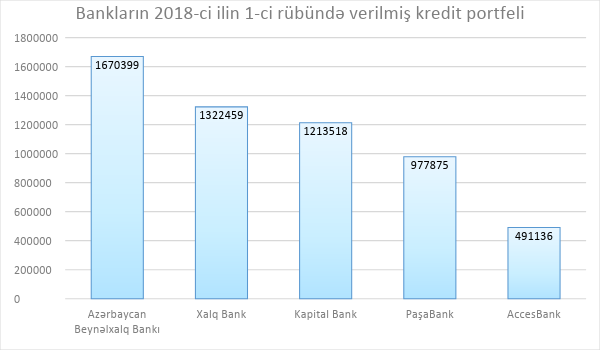 Bankların 2018-ci ilin 1-ci rübündə verilmiş kredit portfeli
1800000
1600000
1400000
1200000
1000000
800000
600000
400000
200000
0
1670399
1322459
1213518
977875
491136
Azərbaycan
Beynəlxalq Bankı
Xalq Bank
Kapital Bank
PaşaBank
AccesBank